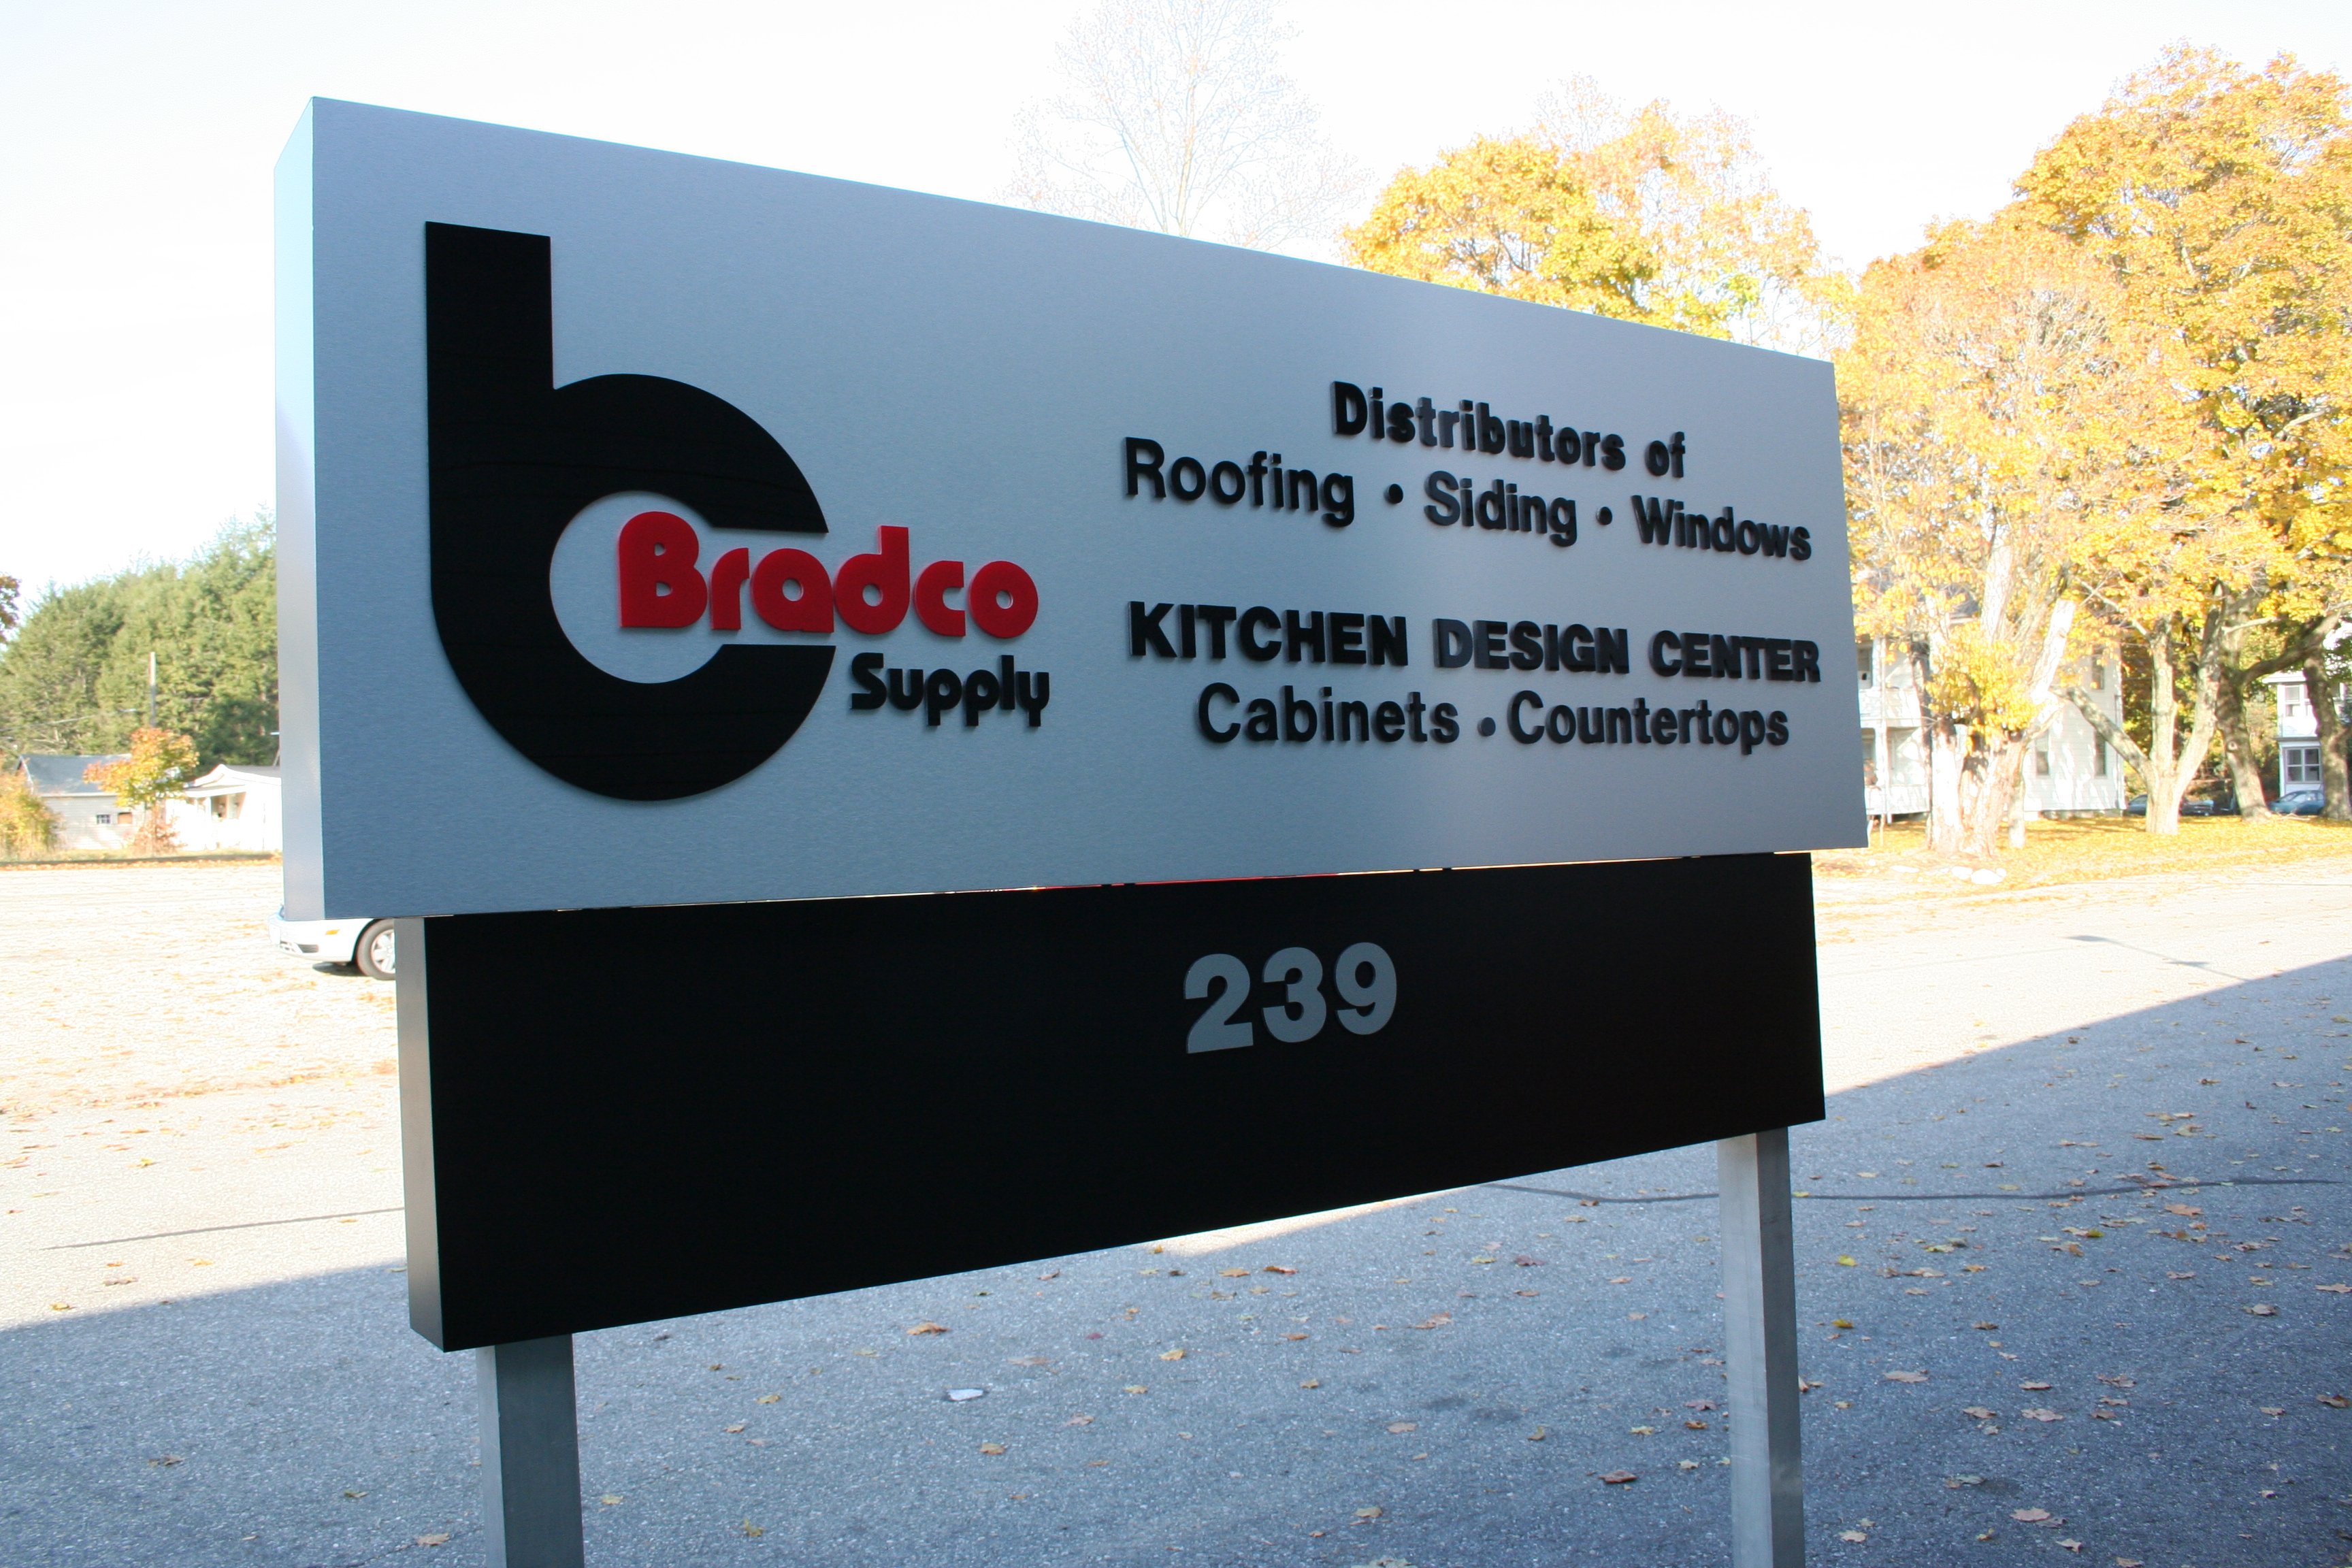 b
Bradco
Supply
Distributors of
Roofing • Siding • Windows
KITCHEN DESIGN CENTER
Cabinets • Countertops
239